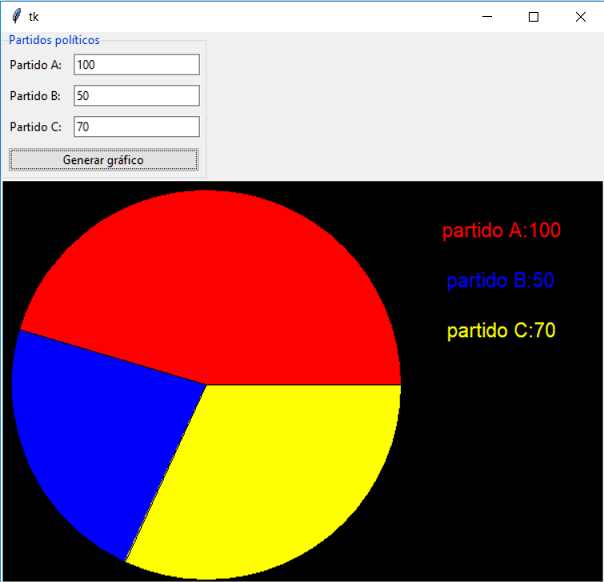 tk
Partidos políticos
Partido A: 100
Partido B: 50
Partido C: 70
Generar gráfico
partido A:100
partido B:50
partido C:70